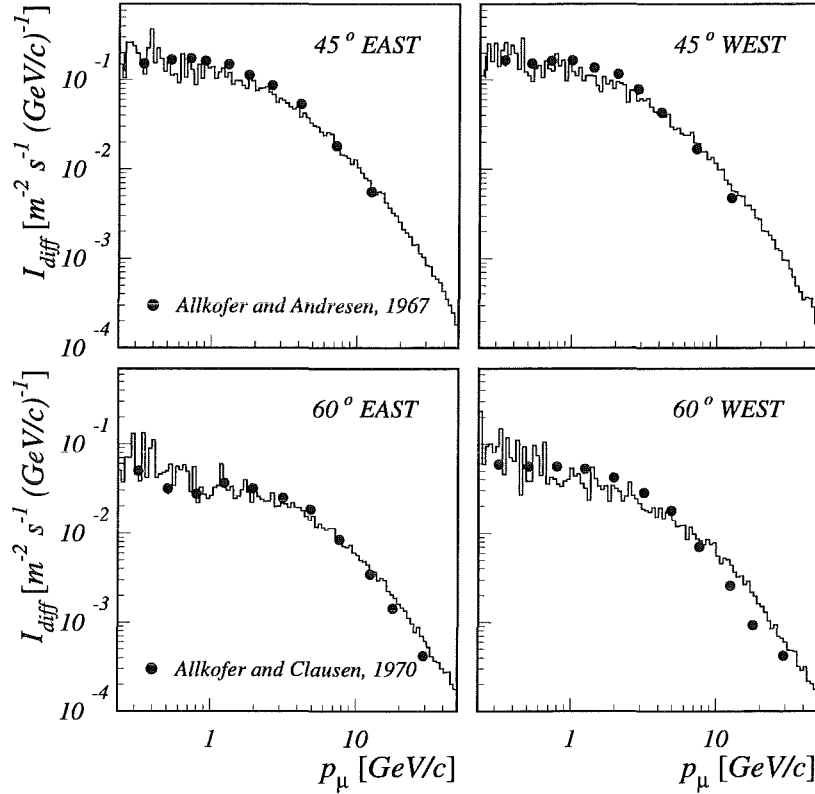 45° EAST
45° WEST
I_diff [m⁻² s⁻¹ (GeV/c)⁻¹]
10⁻¹
10⁻²
10⁻³
10⁻⁴
Allkofer and Andresen, 1967
60° EAST
60° WEST
I_diff [m⁻² s⁻¹ (GeV/c)⁻¹]
10⁻¹
10⁻²
10⁻³
10⁻⁴
Allkofer and Clausen, 1970
1
10
1
10
p_μ [GeV/c]
p_μ [GeV/c]